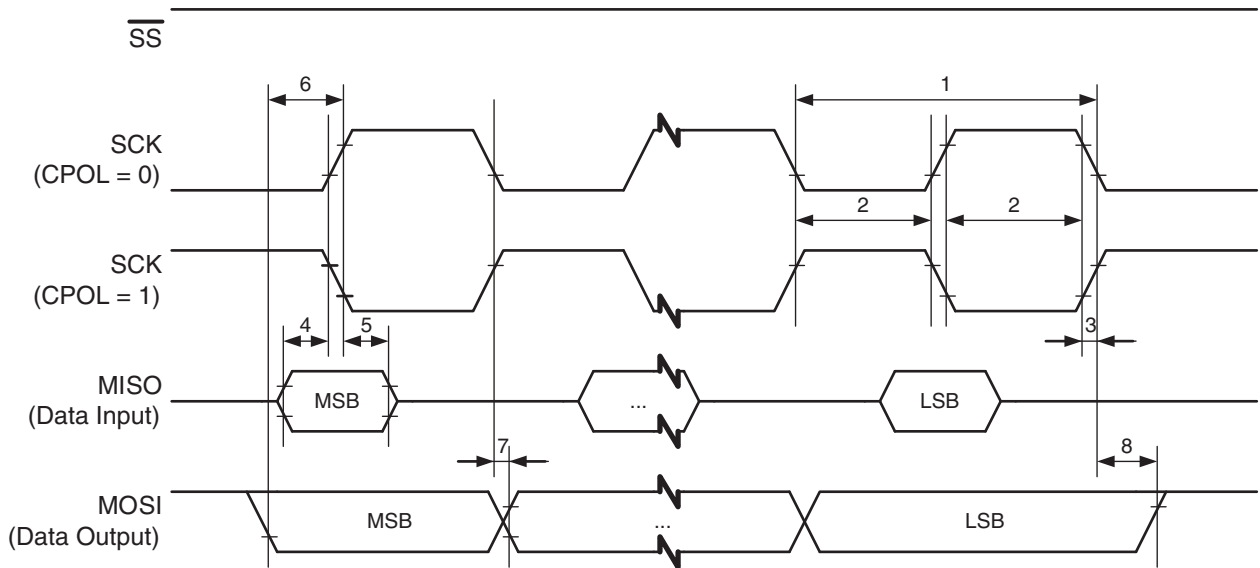 SS
6
1
SCK
(CPOL = 0)
2
2
SCK
(CPOL = 1)
4
5
3
MISO
(Data Input)
MSB
...
LSB
7
8
MOSI
(Data Output)
MSB
...
LSB